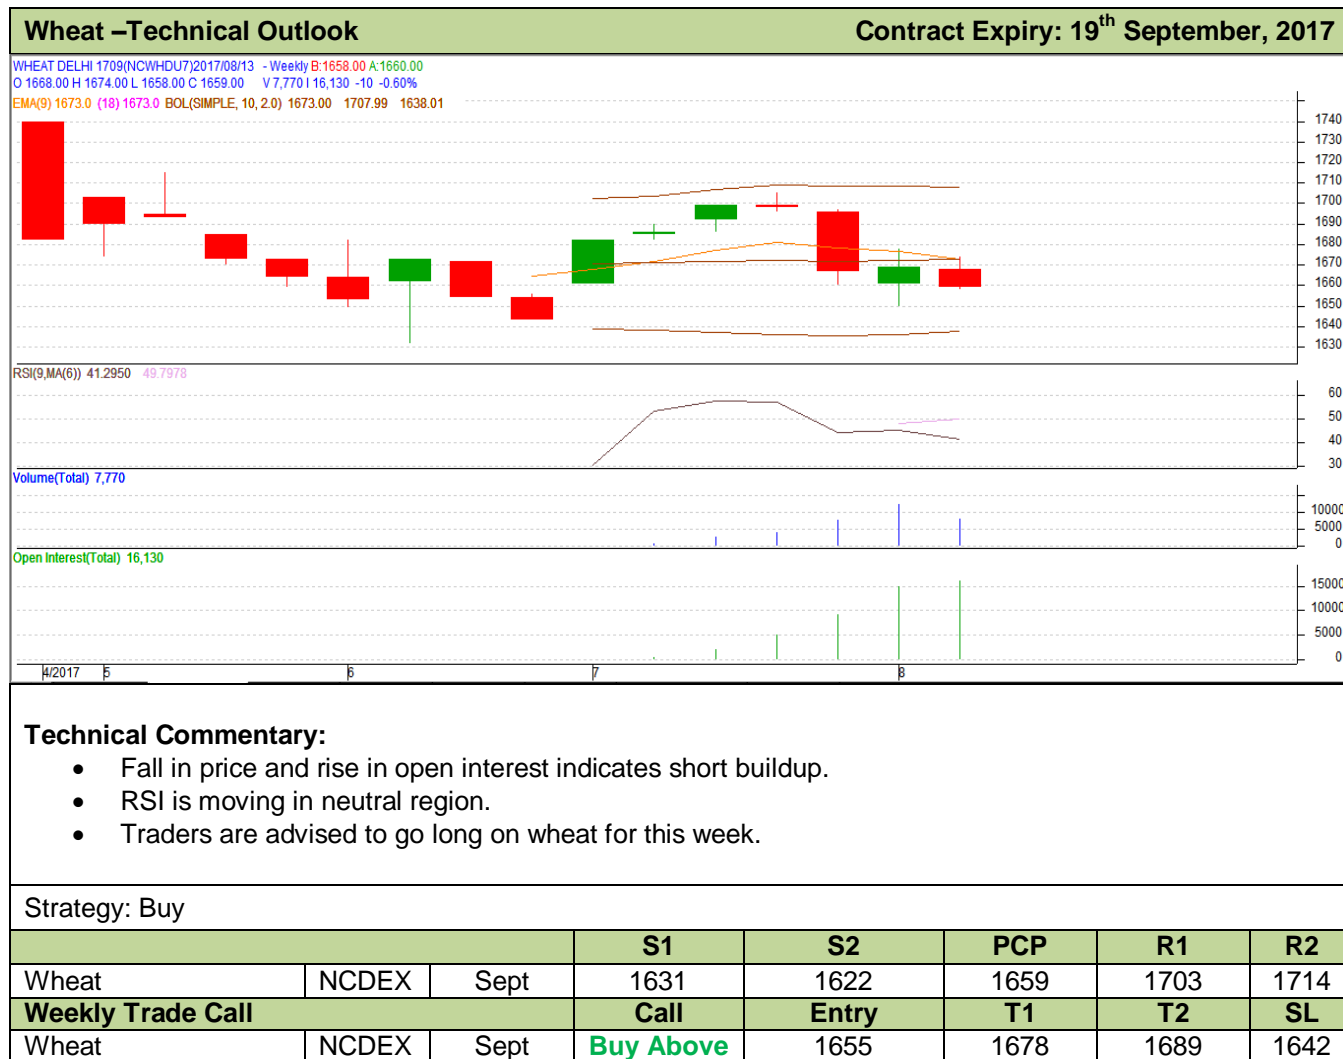 Wheat –Technical Outlook Contract Expiry: 19th September, 2017
WHEAT DELHI 1709(NCWHDU7)2017/08/13 - Weekly B:1658.00 A:1660.00
O 1668.00 H 1674.00 L 1658.00 C 1659.00 V 7,770 I 16,130 -10 -0.60%
EMA(9) 1673.0 (18) 1673.0 BOL(SIMPLE, 10, 2.0) 1673.00 1707.99 1638.01
1740
1730
1720
1710
1700
1690
1680
1670
1660
1650
1640
1630
RSI(9,MA(6)) 41.2950 49.7978
60
50
40
30
Volume(Total) 7,770
10000
5000
0
Open Interest(Total) 16,130
15000
10000
5000
0
4/2017 5 6 7 8
Technical Commentary:
• Fall in price and rise in open interest indicates short buildup.
• RSI is moving in neutral region.
• Traders are advised to go long on wheat for this week.
Strategy: Buy
S1 S2 PCP R1 R2
Wheat NCDEX Sept 1631 1622 1659 1703 1714
Weekly Trade Call Call Entry T1 T2 SL
Wheat NCDEX Sept Buy Above 1655 1678 1689 1642